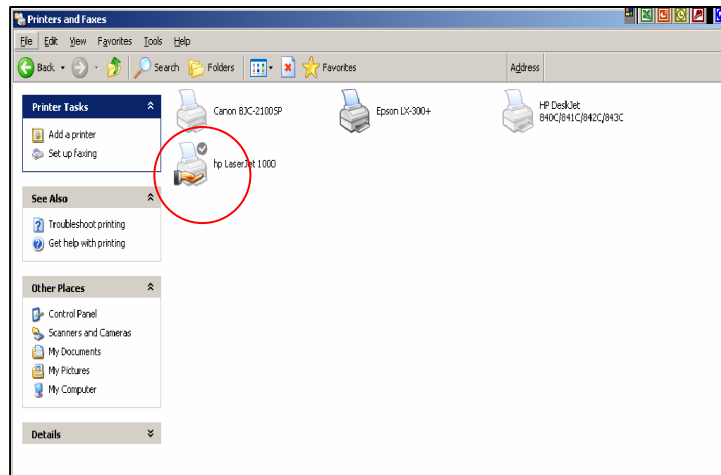 Printers and Faxes
File Edit View Favorites Tools Help
Back Search Folders Favorites Address
Printer Tasks
Add a printer
Set up faxing
See Also
Troubleshoot printing
Get help with printing
Other Places
Control Panel
Scanners and Cameras
My Documents
My Pictures
My Computer
Details
Canon BJC-2100SP
Epson LX-300+
HP DeskJet
840C/841C/842C/843C
hp LaserJet 1000